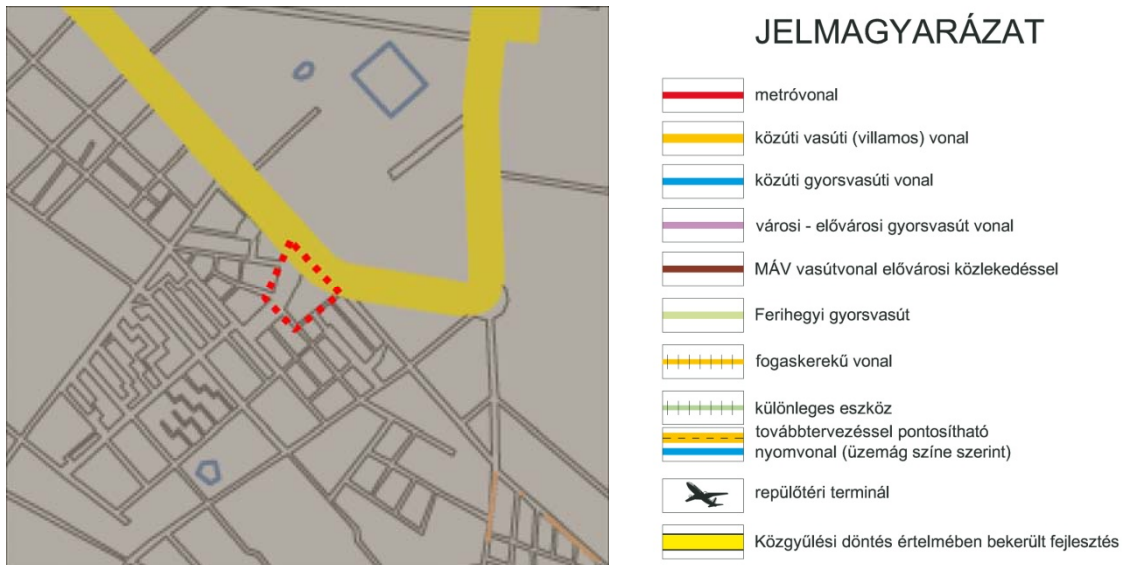 JELMAGYARÁZAT
metróvonal
közúti vasúti (villamos) vonal
közúti gyorsvasúti vonal
városi - elővárosi gyorsvasút vonal
MÁV vasútvonal elővárosi közlekedéssel
Ferihegyi gyorsvasút
fogaskerekű vonal
különleges eszköz
továbbtervezéssel pontosítható
nyomvonal (üzemág színe szerint)
repülőtéri terminál
Közgyűlési döntés értelmében bekerült fejlesztés